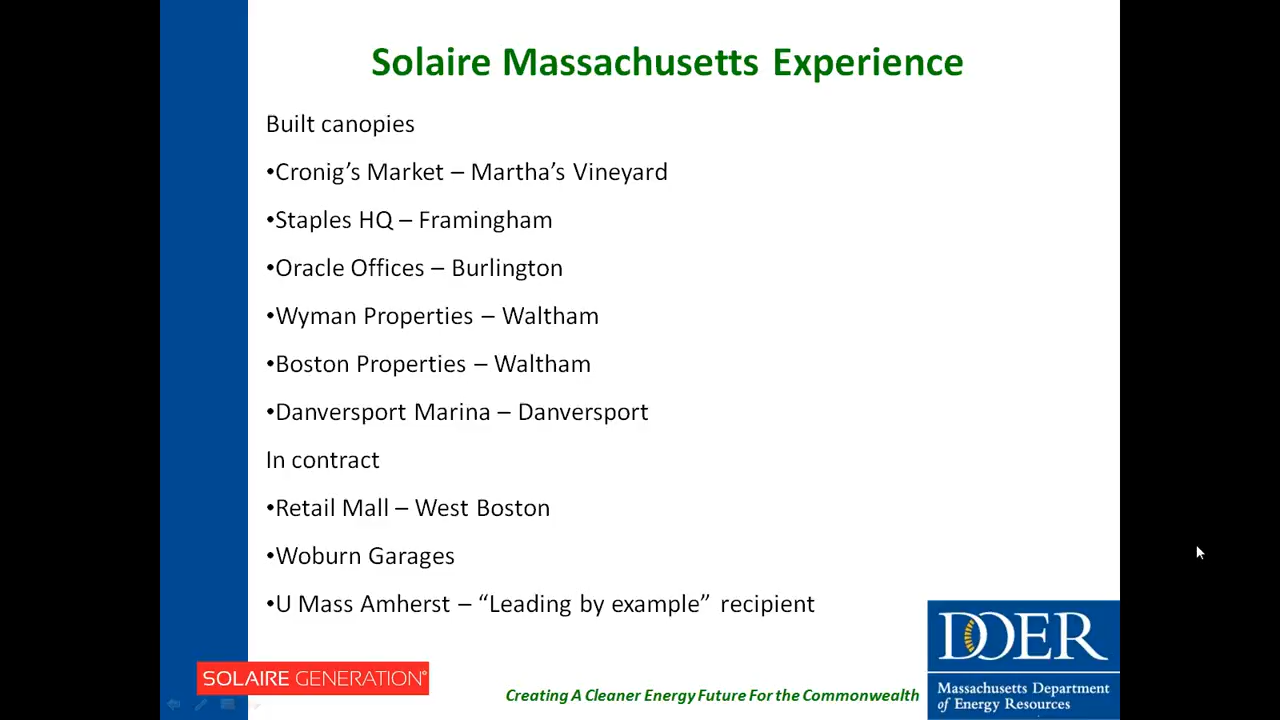 Solaire Massachusetts Experience
Built canopies
•Cronig’s Market – Martha’s Vineyard
•Staples HQ – Framingham
•Oracle Offices – Burlington
•Wyman Properties – Waltham
•Boston Properties – Waltham
•Danversport Marina – Danversport
In contract
•Retail Mall – West Boston
•Woburn Garages
•U Mass Amherst – “Leading by example” recipient
SOLAIRE GENERATION®
Creating A Cleaner Energy Future For the Commonwealth
DOER
Massachusetts Department
of Energy Resources